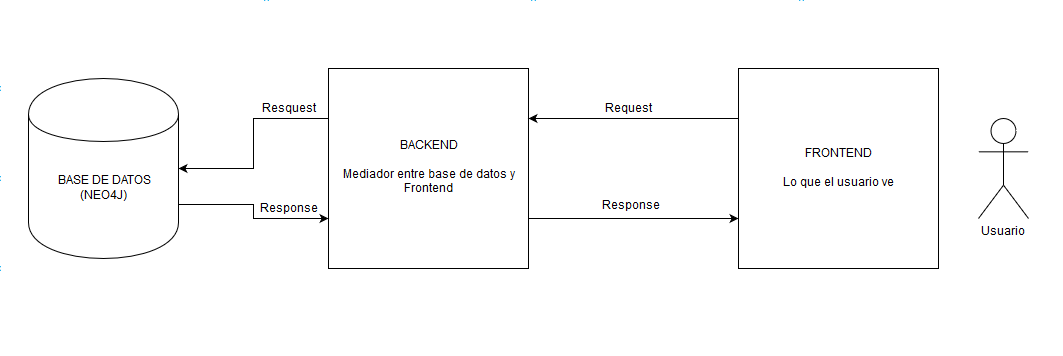 Resquest
Request
BACKEND
FRONTEND
Mediador entre base de datos y
Frontend
BASE DE DATOS
(NEO4J)
Lo que el usuario ve
Response
Response
Usuario